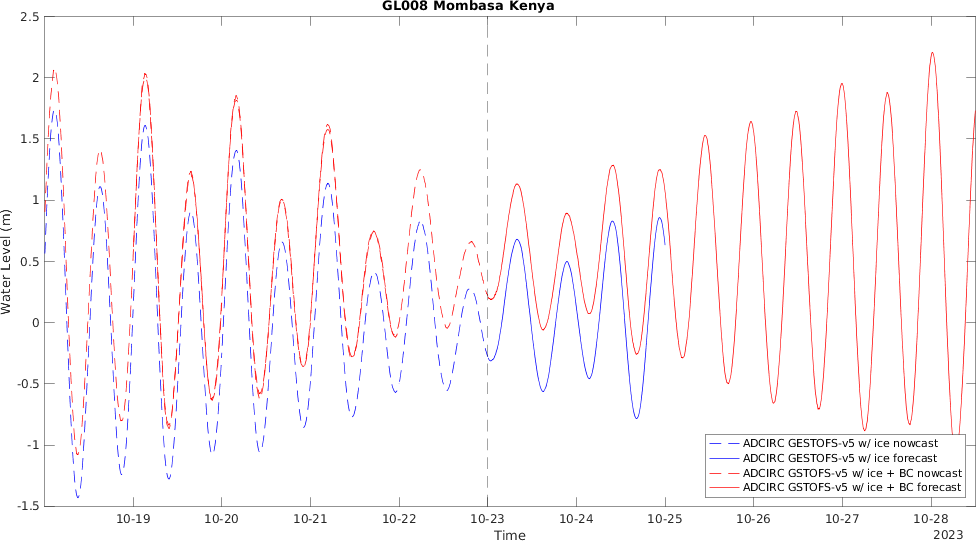 GL008 Mombasa Kenya
2.5
2
1.5
1
0.5
0
-0.5
-1
-1.5
Water Level (m)
10-19
10-20
10-21
10-22
10-23
10-24
10-25
10-26
10-27
10-28
Time
2023
ADCIRC GESTOFS-v5 w/ ice nowcast
ADCIRC GESTOFS-v5 w/ ice forecast
ADCIRC GSTOFS-v5 w/ ice + BC nowcast
ADCIRC GSTOFS-v5 w/ ice + BC forecast